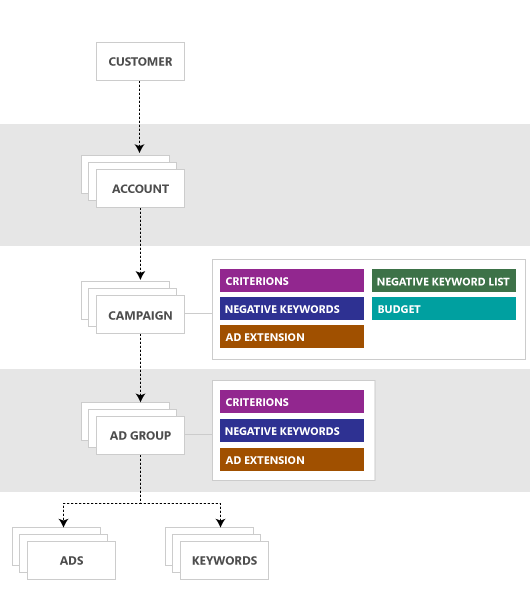 CUSTOMER
ACCOUNT
CAMPAIGN
CRITERIONS
NEGATIVE KEYWORD LIST
NEGATIVE KEYWORDS
BUDGET
AD EXTENSION
AD GROUP
CRITERIONS
NEGATIVE KEYWORDS
AD EXTENSION
ADS
KEYWORDS